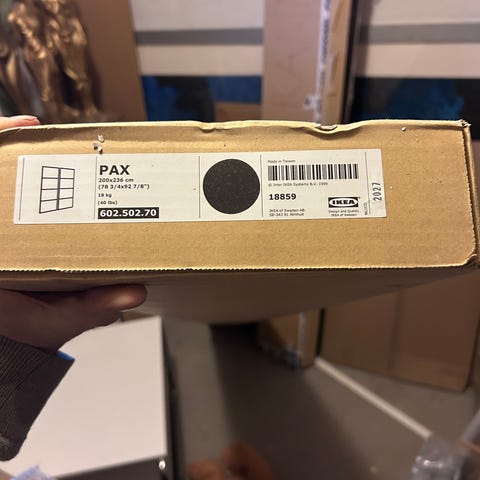 PAX
200x236 cm
(78 3/4x92 7/8")
18 kg
(40 lbs)
602.502.70
Made in Taiwan
© Inter IKEA Systems B.V. 1999
18859
IKEA of Sweden AB
SE-343 81 Älmhult
IKEA
Design and Quality
IKEA of Sweden
2027